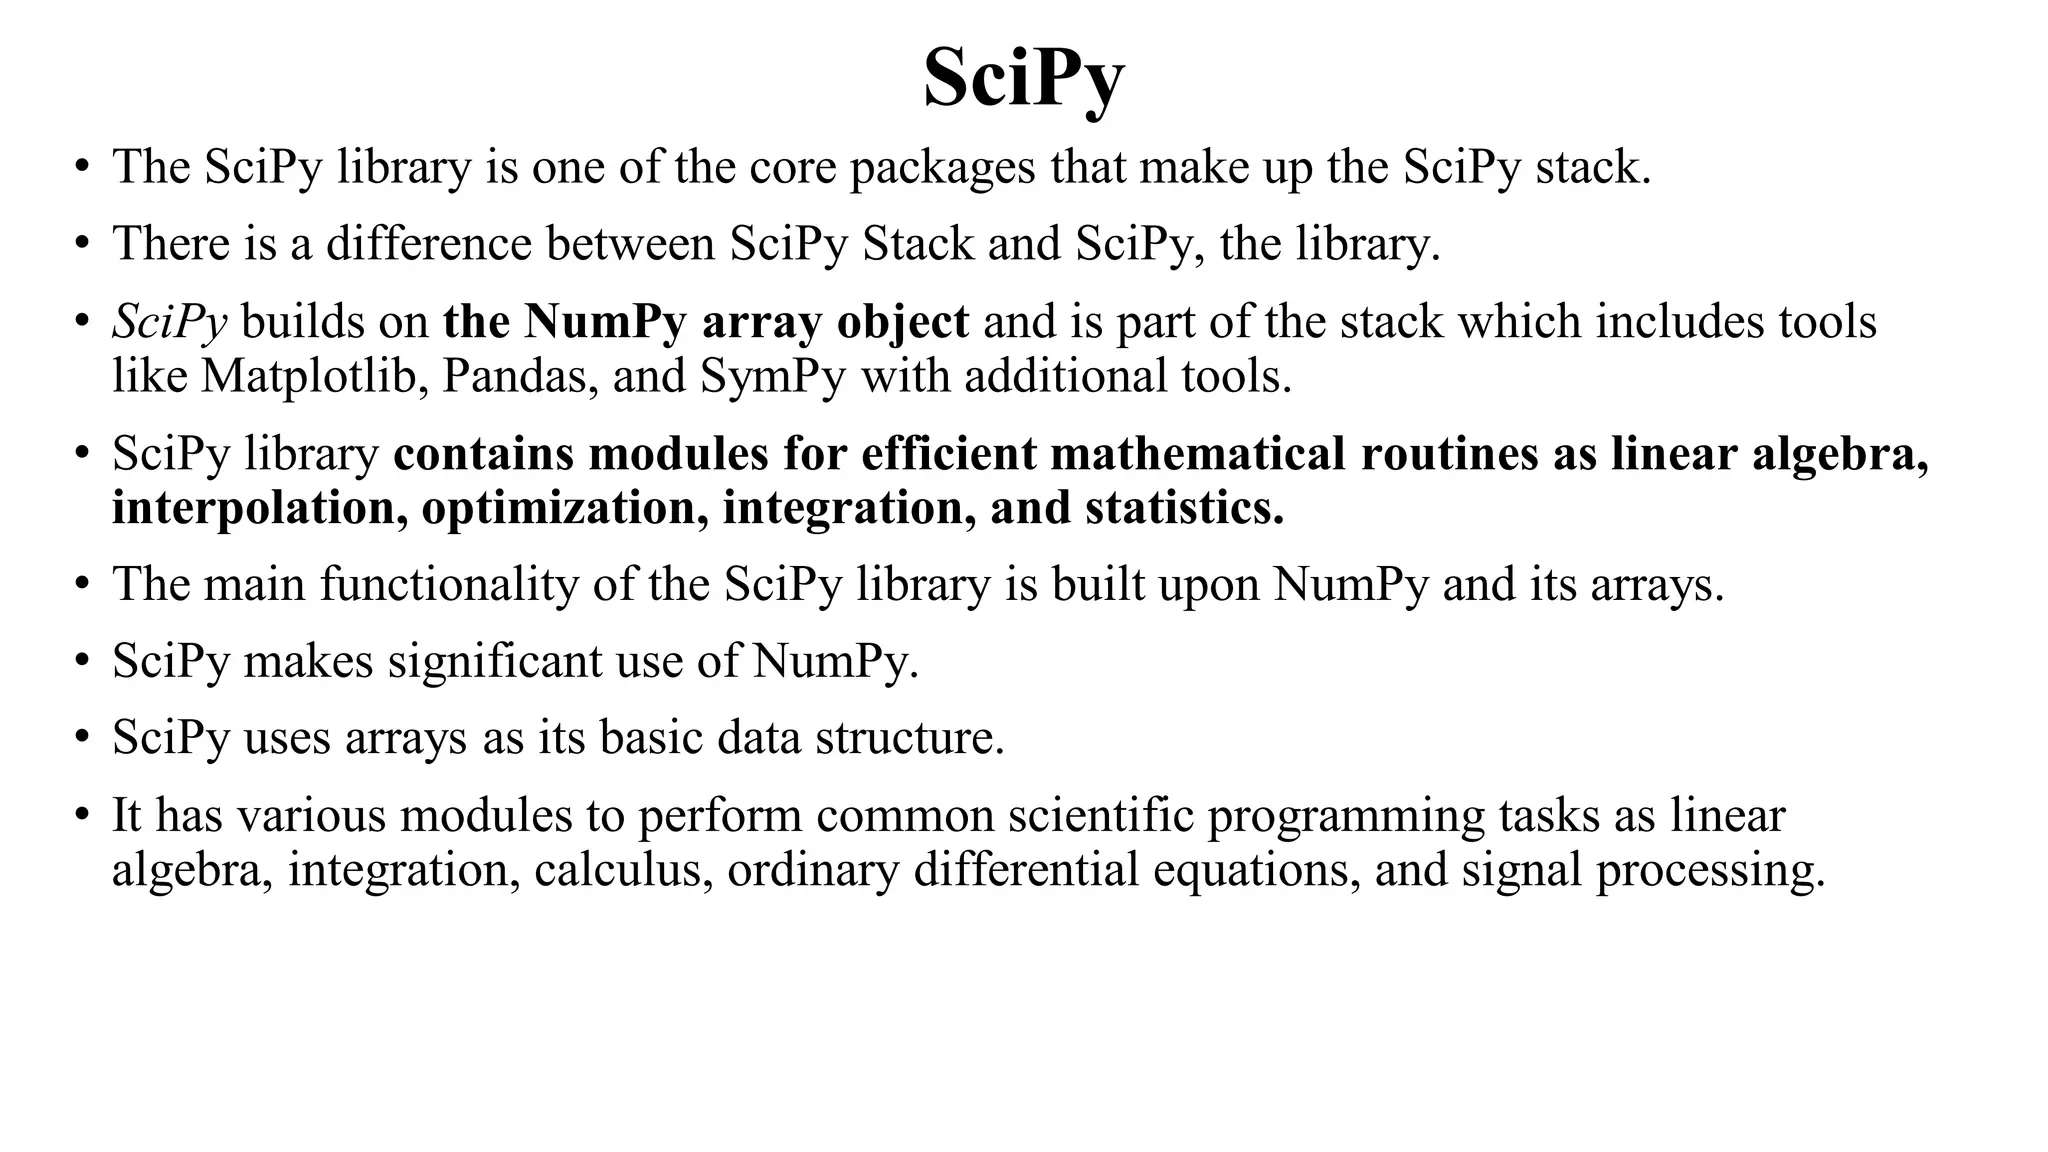 SciPy
• The SciPy library is one of the core packages that make up the SciPy stack.
• There is a difference between SciPy Stack and SciPy, the library.
• SciPy builds on the NumPy array object and is part of the stack which includes tools
like Matplotlib, Pandas, and SymPy with additional tools.
• SciPy library contains modules for efficient mathematical routines as linear algebra,
interpolation, optimization, integration, and statistics.
• The main functionality of the SciPy library is built upon NumPy and its arrays.
• SciPy makes significant use of NumPy.
• SciPy uses arrays as its basic data structure.
• It has various modules to perform common scientific programming tasks as linear
algebra, integration, calculus, ordinary differential equations, and signal processing.